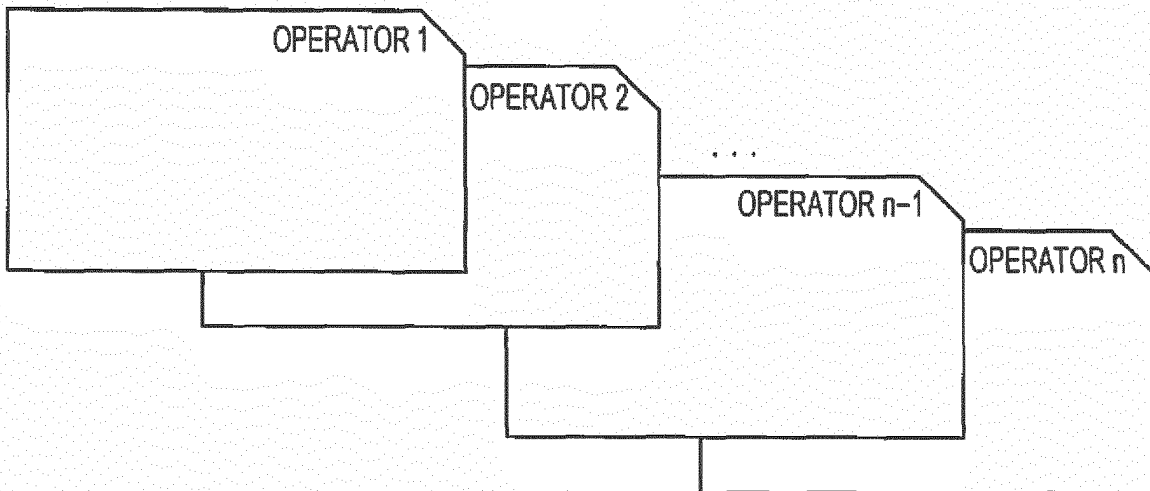 OPERATOR 1
OPERATOR 2
...
OPERATOR n-1
OPERATOR n